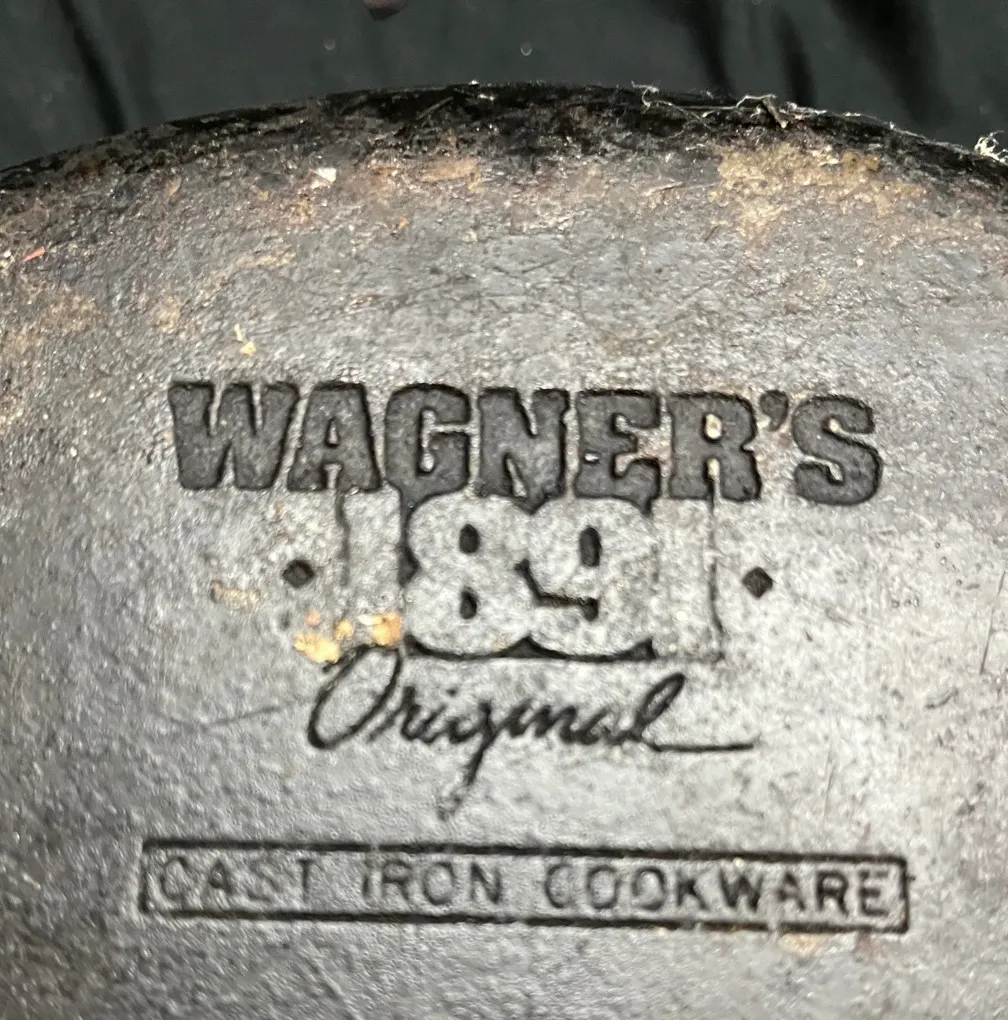 WAGNER'S
1891
Original
CAST IRON COOKWARE